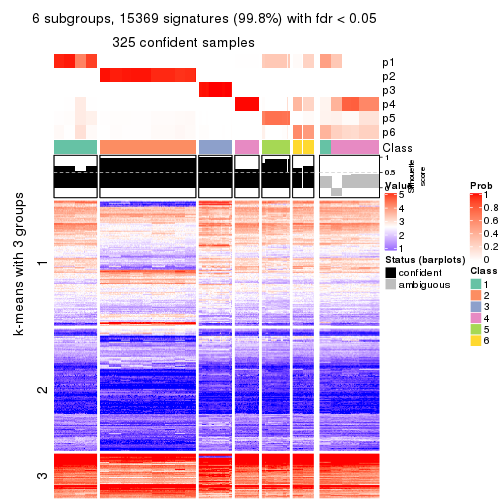 6 subgroups, 15369 signatures (99.8%) with fdr < 0.05
325 confident samples
p1
p2
p3
p4
p5
p6
Class
1
0.5
0
Silhouette
score
k-means with 3 groups
1
2
3
Value
5
4
3
2
1
Status (barplots)
confident
ambiguous
Prob
1
0.8
0.6
0.4
0.2
0
Class
1
2
3
4
5
6